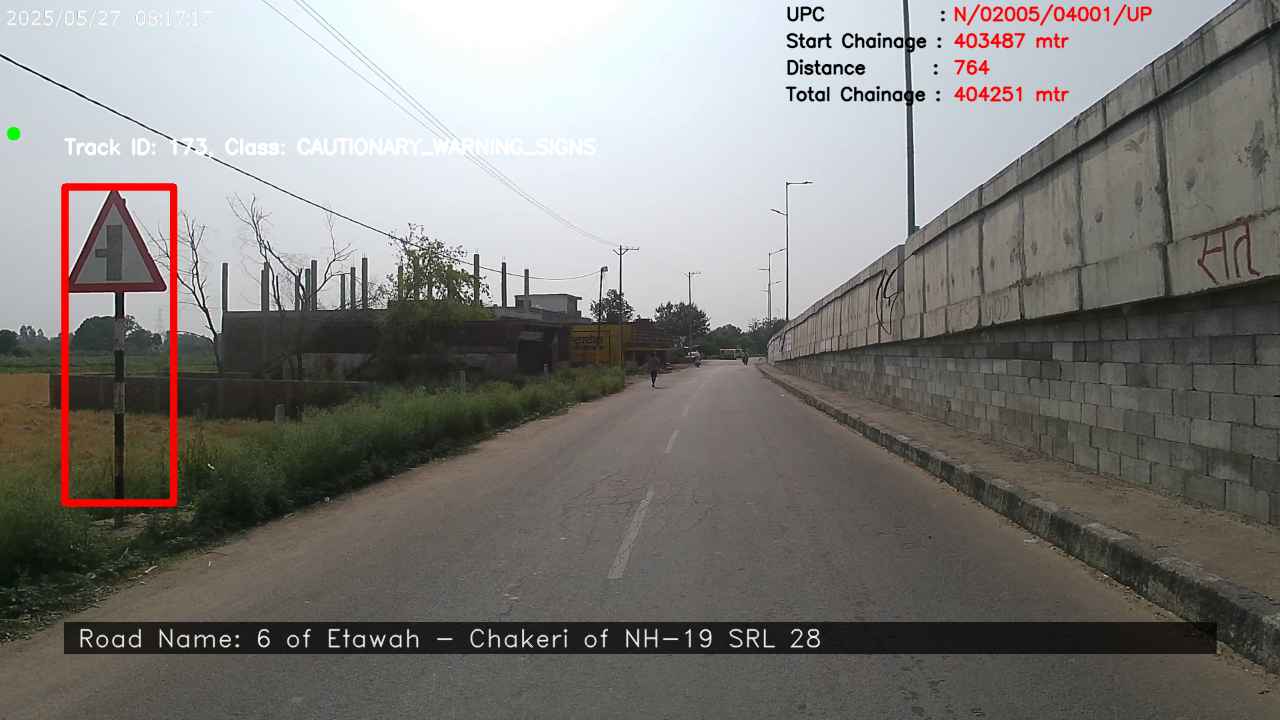 2025/05/27 08:17:17
UPC : N/02005/04001/UP
Start Chainage : 403487 mtr
Distance : 764
Total Chainage : 404251 mtr
Track ID: 173, Class: CAUTIONARY_WARNING_SIGNS
सत
Road Name: 6 of Etawah - Chakeri of NH-19 SRL 28